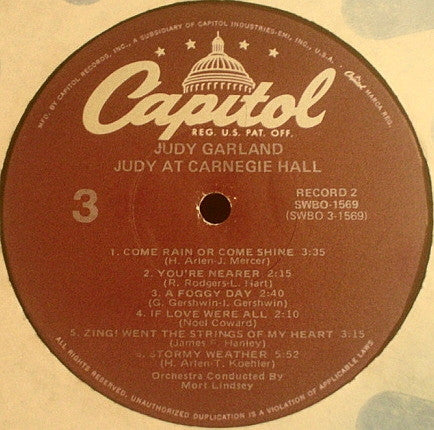 MFD. BY CAPITOL RECORDS, INC., A SUBSIDIARY OF CAPITOL INDUSTRIES-EMI, INC., U.S.A.
Capitol MARCA REG.
Capitol
REG. U.S. PAT. OFF.
JUDY GARLAND
JUDY AT CARNEGIE HALL
3
RECORD 2
SWBO-1569
(SWBO 3-1569)
1. COME RAIN OR COME SHINE 3:35
(H. Arlen-J. Mercer)
2. YOU'RE NEARER 2:15
(R. Rodgers-L. Hart)
3. A FOGGY DAY 2:40
(G. Gershwin-I. Gershwin)
4. IF LOVE WERE ALL 2:10
(Noel Coward)
5. ZING! WENT THE STRINGS OF MY HEART 3:15
(James F. Hanley)
6. STORMY WEATHER 5:52
(H. Arlen-T. Koehler)
Orchestra Conducted By
Mort Lindsey
ALL RIGHTS RESERVED. UNAUTHORIZED DUPLICATION IS A VIOLATION OF APPLICABLE LAWS